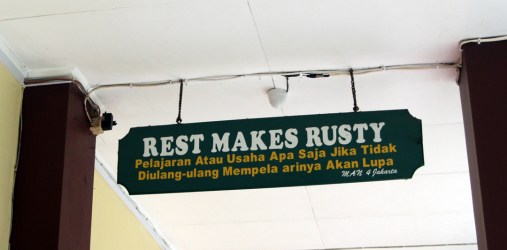 REST MAKES RUSTY
Pelajaran Atau Usaha Apa Saja Jika Tidak
Diulang-ulang Mempela arinya Akan Lupa
MAN 4 Jakarta